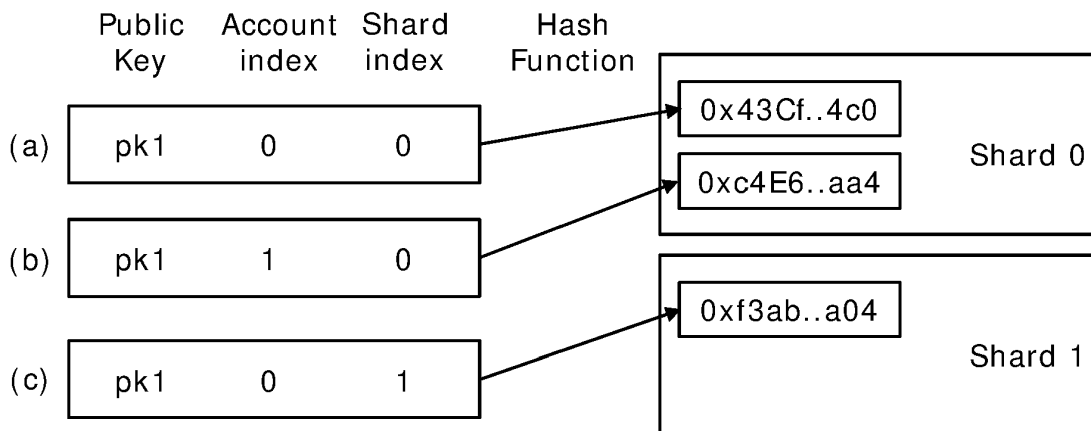 Public Key Account index Shard index Hash Function
(a) pk1 0 0
(b) pk1 1 0
(c) pk1 0 1
0x43Cf..4c0
0xc4E6..aa4
Shard 0
0xf3ab..a04
Shard 1